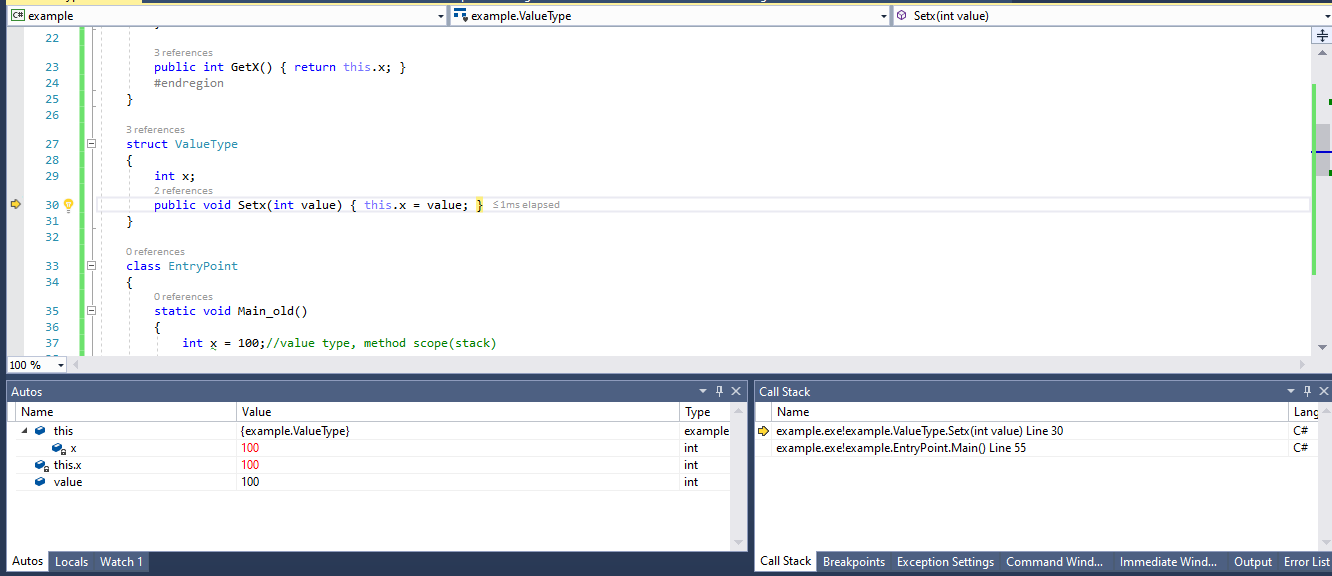 example example.ValueType Setx(int value)
22
3 references
23 public int GetX() { return this.x; }
24 #endregion
25 }
26
3 references
27 struct ValueType
28 {
29 int x;
2 references
30 public void Setx(int value) { this.x = value; } ≤1ms elapsed
31 }
32
0 references
33 class EntryPoint
34 {
0 references
35 static void Main_old()
36 {
37 int x = 100;//value type, method scope(stack)
100 %
Autos
Name Value Type
this {example.ValueType} example
x 100 int
this.x 100 int
value 100 int
Autos Locals Watch 1
Call Stack
Name Lang
example.exe!example.ValueType.Setx(int value) Line 30 C#
example.exe!example.EntryPoint.Main() Line 55 C#
Call Stack Breakpoints Exception Settings Command Wind... Immediate Wind... Output Error List